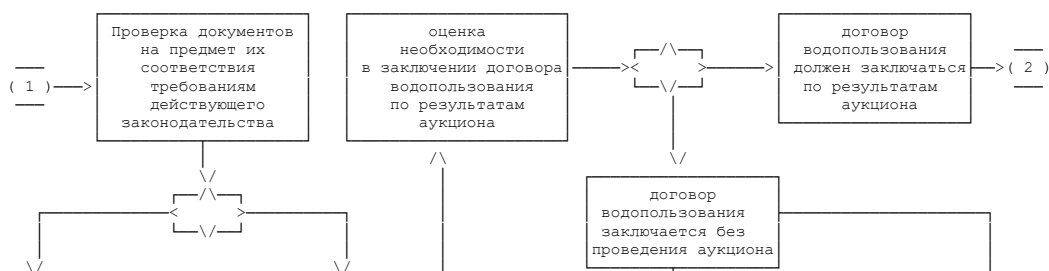 ( 1 )
Проверка документов
на предмет их
соответствия
требованиям
действующего
законодательства
оценка
необходимости
в заключении договора
водопользования
по результатам
аукциона
договор
водопользования
должен заключаться
по результатам
аукциона
( 2 )
договор
водопользования
заключается без
проведения аукциона